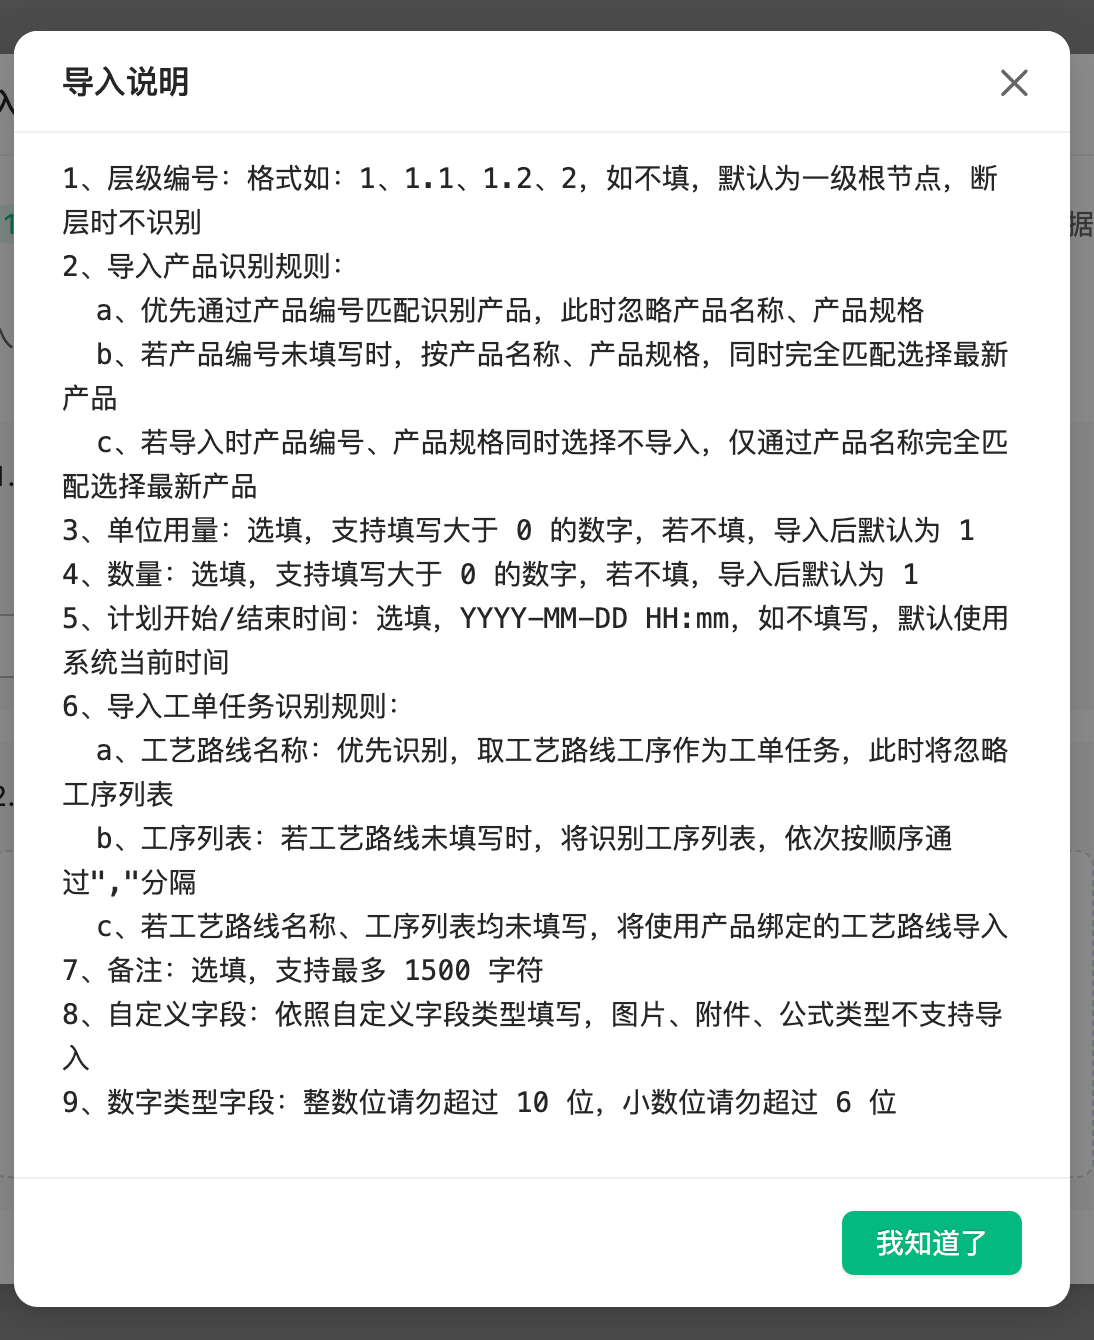 导入说明
1、层级编号：格式如：1、1.1、1.2、2，如不填，默认为一级根节点，断
层时不识别
2、导入产品识别规则：
a、优先通过产品编号匹配识别产品，此时忽略产品名称、产品规格
b、若产品编号未填写时，按产品名称、产品规格，同时完全匹配选择最新
产品
c、若导入时产品编号、产品规格同时选择不导入，仅通过产品名称完全匹
配选择最新产品
3、单位用量：选填，支持填写大于 0 的数字，若不填，导入后默认为 1
4、数量：选填，支持填写大于 0 的数字，若不填，导入后默认为 1
5、计划开始/结束时间：选填，YYYY-MM-DD HH:mm，如不填写，默认使用
系统当前时间
6、导入工单任务识别规则：
a、工艺路线名称：优先识别，取工艺路线工序作为工单任务，此时将忽略
工序列表
b、工序列表：若工艺路线未填写时，将识别工序列表，依次按顺序通
过","分隔
c、若工艺路线名称、工序列表均未填写，将使用产品绑定的工艺路线导入
7、备注：选填，支持最多 1500 字符
8、自定义字段：依照自定义字段类型填写，图片、附件、公式类型不支持导
入
9、数字类型字段：整数位请勿超过 10 位，小数位请勿超过 6 位
我知道了